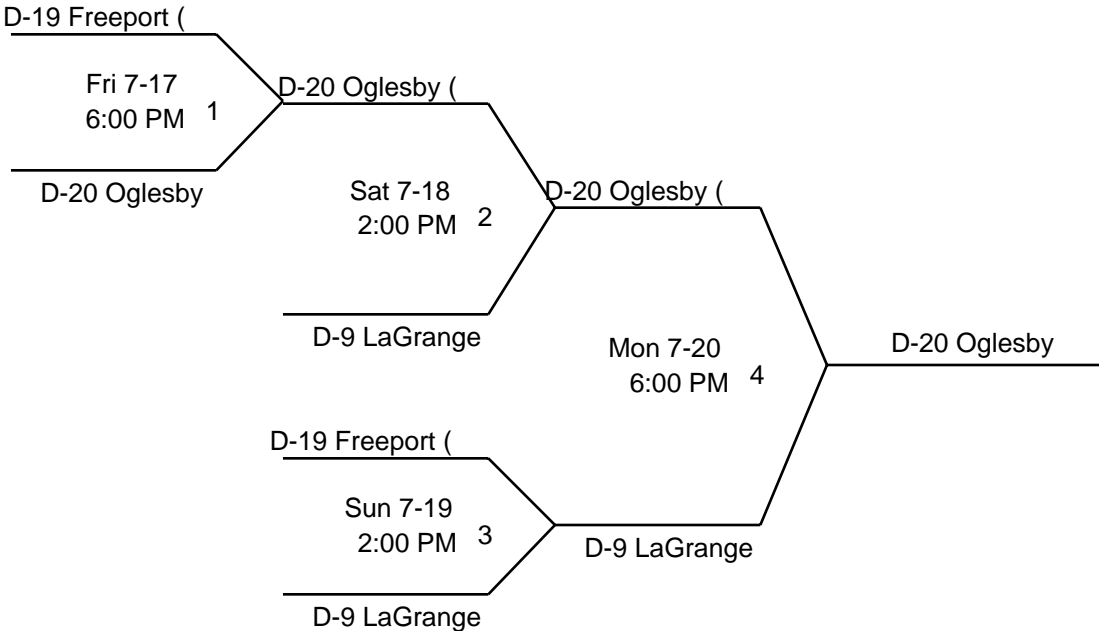 D-19 Freeport (
Fri 7-17
6:00 PM 1
D-20 Oglesby (
D-20 Oglesby
Sat 7-18
2:00 PM 2
D-20 Oglesby (
D-9 LaGrange
Mon 7-20
6:00 PM 4
D-20 Oglesby
D-19 Freeport (
Sun 7-19
2:00 PM 3
D-9 LaGrange
D-9 LaGrange